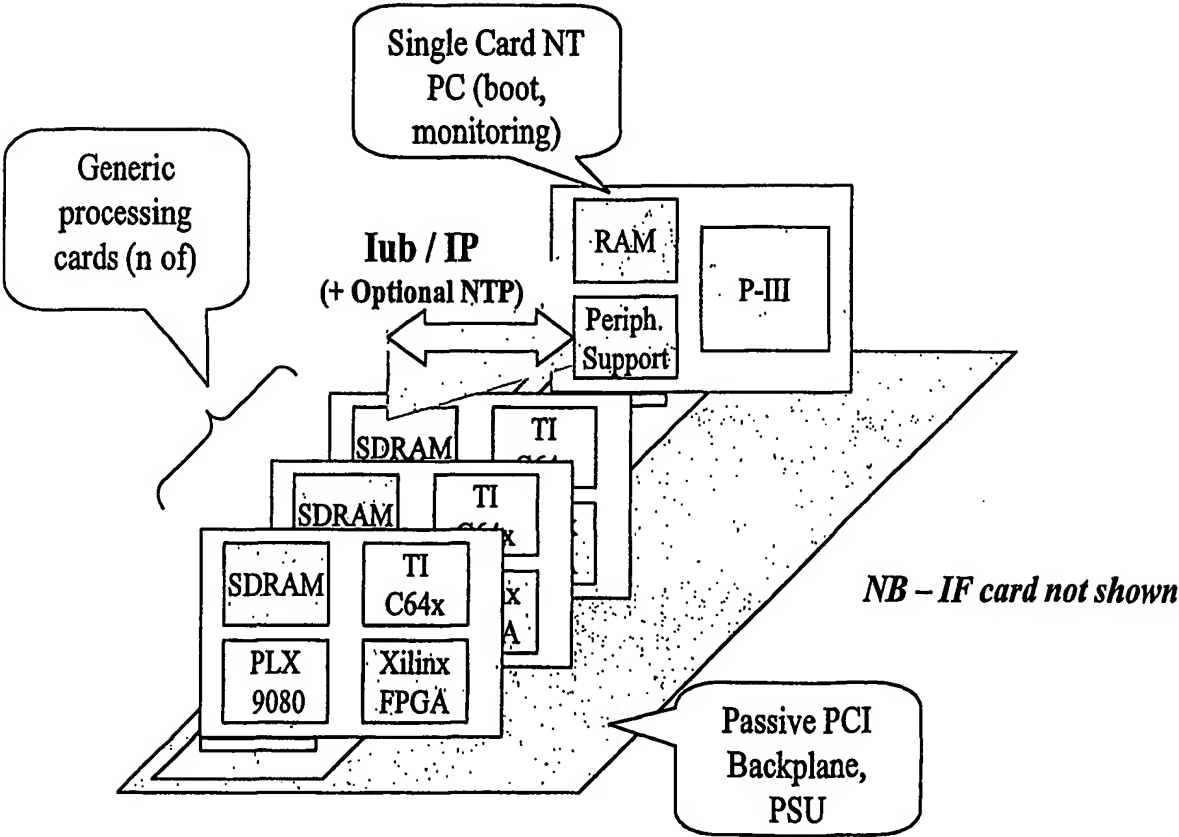 Single Card NT
PC (boot,
monitoring)
Generic
processing
cards (n of)
Iub / IP
(+ Optional NTP)
RAM
P-III
Periph.
Support
SDRAM
TI
SDRAM
TI
SDRAM
TI
C64x
PLX
9080
Xilinx
FPGA
NB – IF card not shown
Passive PCI
Backplane,
PSU